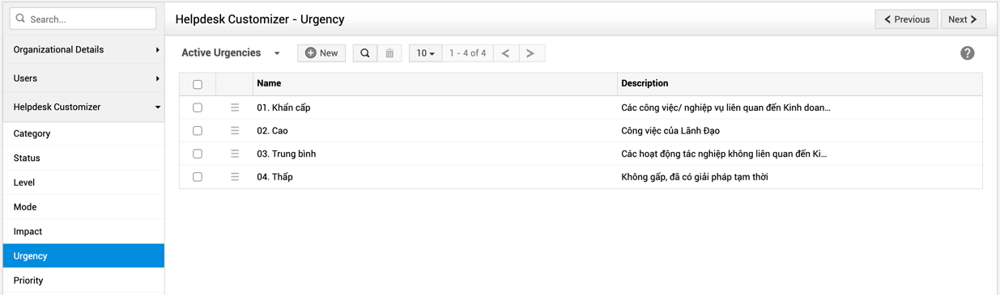 Search...
Helpdesk Customizer - Urgency
Previous
Next
Organizational Details
Users
Helpdesk Customizer
Category
Status
Level
Mode
Impact
Urgency
Priority
Active Urgencies
New
10
1 - 4 of 4
?
Name Description
01. Khẩn cấp Các công việc/ nghiệp vụ liên quan đến Kinh doan...
02. Cao Công việc của Lãnh Đạo
03. Trung bình Các hoạt động tác nghiệp không liên quan đến Ki...
04. Thấp Không gấp, đã có giải pháp tạm thời